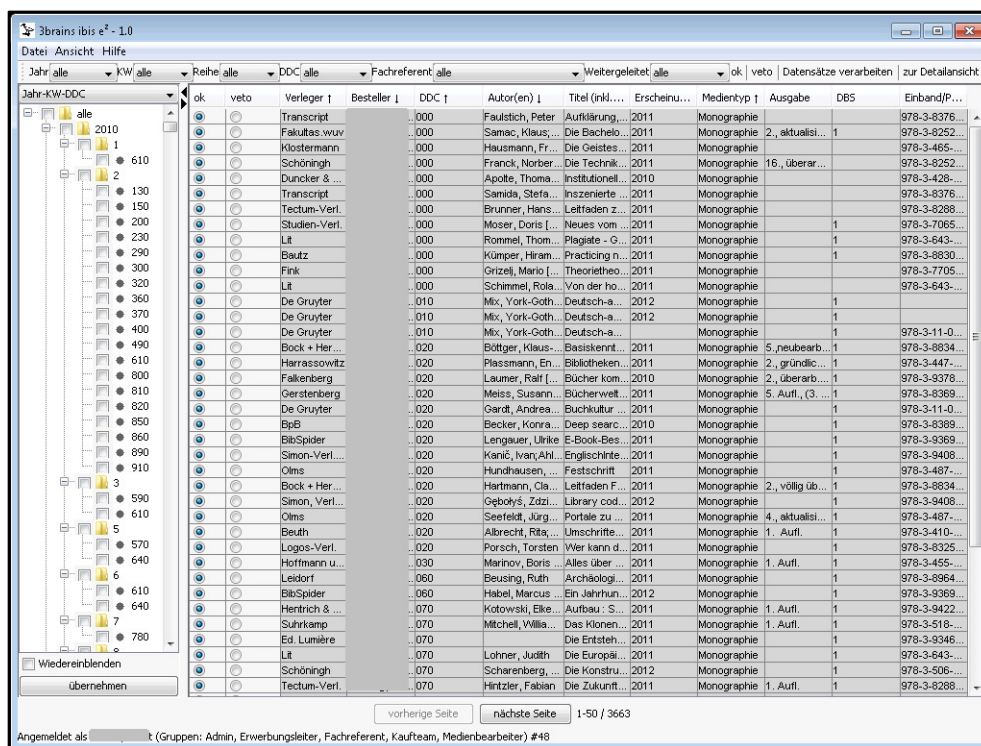 3brains ibis e² - 1.0
Datei Ansicht Hilfe
Jahr alle KW alle Reihe alle DDC alle Fachreferent alle Weitergeleitet alle ok veto Datensätze verarbeiten zur Detailansicht
Jahr-KW-DDC
alle
2010
1
610
2
130
150
200
230
290
300
320
360
370
400
490
610
800
810
820
850
860
890
910
3
590
610
5
570
640
6
610
640
7
780
Wiedereinblenden
übernehmen
ok veto Verleger ↑ Besteller ↓ DDC ↑ Autor(en) ↓ Titel (inkl.... Erscheinu... Medientyp ↑ Ausgabe DBS Einband/P...
Transcript ..000 Faulstich, Peter Aufklärung,... 2011 Monographie 978-3-8376...
Fakultas.wuv ..000 Samac, Klaus;... Die Bachelo... 2011 Monographie 2., aktualisi... 1 978-3-8252...
Klostermann ..000 Hausmann, Fr... Die Geistes... 2011 Monographie 978-3-465-...
Schöningh ..000 Franck, Norber... Die Technik... 2011 Monographie 16., überar... 978-3-8252...
Duncker & ... ..000 Apolte, Thoma... Institutionell... 2010 Monographie 978-3-428-...
Transcript ..000 Samida, Stefa... Inszenierte ... 2011 Monographie 978-3-8376...
Tectum-Verl. ..000 Brunner, Hans... Leitfaden z... 2011 Monographie 978-3-8288...
Studien-Verl. ..000 Moser, Doris [... Neues vom ... 2011 Monographie 1 978-3-7065...
Lit ..000 Rommel, Thom... Plagiate - G... 2011 Monographie 1 978-3-643-...
Bautz ..000 Kümper, Hiram... Practicing n... 2011 Monographie 1 978-3-8830...
Fink ..000 Grizelj, Mario [... Theorietheo... 2011 Monographie 978-3-7705...
Lit ..000 Schimmel, Rola... Von der ho... 2011 Monographie 978-3-643-...
De Gruyter ..010 Mix, York-Goth... Deutsch-a... 2012 Monographie 1
De Gruyter ..010 Mix, York-Goth... Deutsch-a... 2012 Monographie 1
De Gruyter ..010 Mix, York-Goth... Deutsch-a... Monographie 1 978-3-11-0...
Bock + Her... ..020 Böttger, Klaus-... Basiskennt... 2011 Monographie 5.,neubearb... 1 978-3-8834...
Harrassowitz ..020 Plassmann, En... Bibliotheken... 2011 Monographie 2., gründlic... 1 978-3-447-...
Falkenberg ..020 Laumer, Ralf [... Bücher kom... 2010 Monographie 2., überarb... 1 978-3-9378...
Gerstenberg ..020 Meiss, Susann... Bücherwelt... 2011 Monographie 5. Aufl., (3. ... 1 978-3-8369...
De Gruyter ..020 Gardt, Andrea... Buchkultur ... 2011 Monographie 1 978-3-11-0...
BpB ..020 Becker, Konra... Deep searc... 2010 Monographie 1 978-3-8389...
BibSpider ..020 Lengauer, Ulrike E-Book-Bes... 2011 Monographie 1 978-3-9369...
Simon-Verl.... ..020 Kanič, Ivan;Ahl... EnglischInte... 2011 Monographie 1 978-3-9408...
Olms ..020 Hundhausen, ... Festschrift 2011 Monographie 1 978-3-487-...
Bock + Her... ..020 Hartmann, Cla... Leitfaden F... 2011 Monographie 2., völlig üb... 1 978-3-8834...
Simon, Verl... ..020 Gębołyś, Zdzi... Library cod... 2012 Monographie 1 978-3-9408...
Olms ..020 Seefeldt, Jürg... Portale zu ... 2011 Monographie 4., aktualisi... 1 978-3-487-...
Beuth ..020 Albrecht, Rita;... Umschrifte... 2011 Monographie 1. Aufl. 1 978-3-410-...
Logos-Verl. ..020 Porsch, Torsten Wer kann d... 2011 Monographie 1 978-3-8325...
Hoffmann u... ..030 Marinov, Boris ... Alles über ... 2011 Monographie 1. Aufl. 1 978-3-455-...
Leidorf ..060 Beusing, Ruth Archäologi... 2011 Monographie 1 978-3-8964...
BibSpider ..060 Habel, Marcus ... Ein Jahrhun... 2012 Monographie 1 978-3-9369...
Hentrich & ... ..070 Kotowski, Elke... Aufbau : S... 2011 Monographie 1. Aufl. 1 978-3-9422...
Suhrkamp ..070 Mitchell, Willia... Das Klonen... 2011 Monographie 1. Aufl. 1 978-3-518-...
Ed. Lumière ..070 Die Entsteh... 2011 Monographie 1 978-3-9346...
Lit ..070 Lohner, Judith Die Europäi... 2011 Monographie 1 978-3-643-...
Schöningh ..070 Scharenberg, ... Die Konstru... 2012 Monographie 1 978-3-506-...
Tectum-Verl. ..070 Hintzler, Fabian Die Zukunft... 2011 Monographie 1. Aufl. 1 978-3-8288...
vorherige Seite nächste Seite 1-50 / 3663
Angemeldet als t (Gruppen: Admin, Erwerbungsleiter, Fachreferent, Kaufteam, Medienbearbeiter) #48